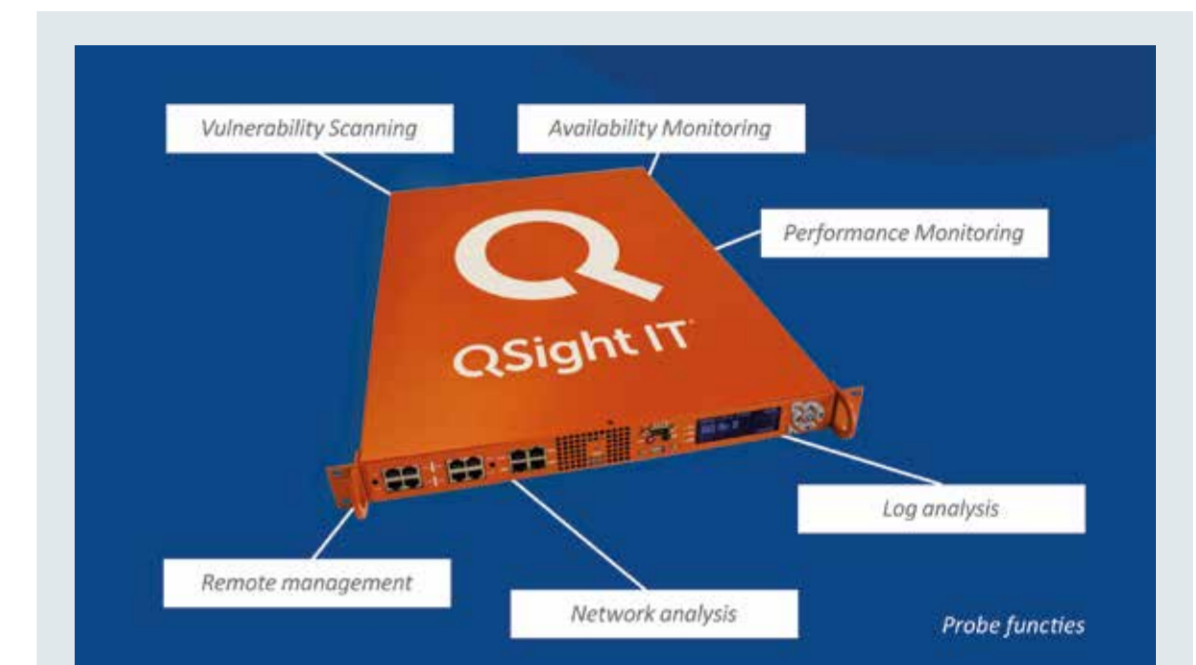 Vulnerability Scanning
Availability Monitoring
Performance Monitoring
QSight IT
Log analysis
Remote management
Network analysis
Probe functies